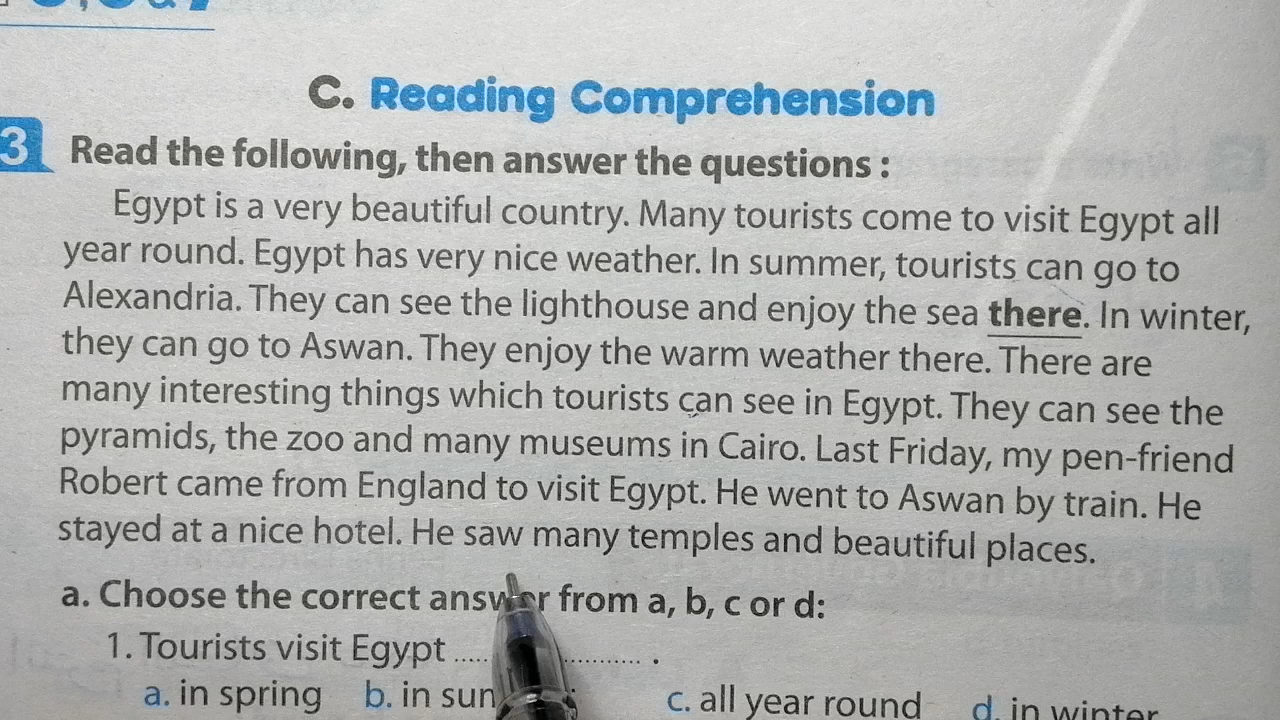 C. Reading Comprehension
3 Read the following, then answer the questions :
Egypt is a very beautiful country. Many tourists come to visit Egypt all
year round. Egypt has very nice weather. In summer, tourists can go to
Alexandria. They can see the lighthouse and enjoy the sea there. In winter,
they can go to Aswan. They enjoy the warm weather there. There are
many interesting things which tourists can see in Egypt. They can see the
pyramids, the zoo and many museums in Cairo. Last Friday, my pen-friend
Robert came from England to visit Egypt. He went to Aswan by train. He
stayed at a nice hotel. He saw many temples and beautiful places.
a. Choose the correct answer from a, b, c or d:
1. Tourists visit Egypt .................... .
a. in spring b. in c. all year round d. in winter